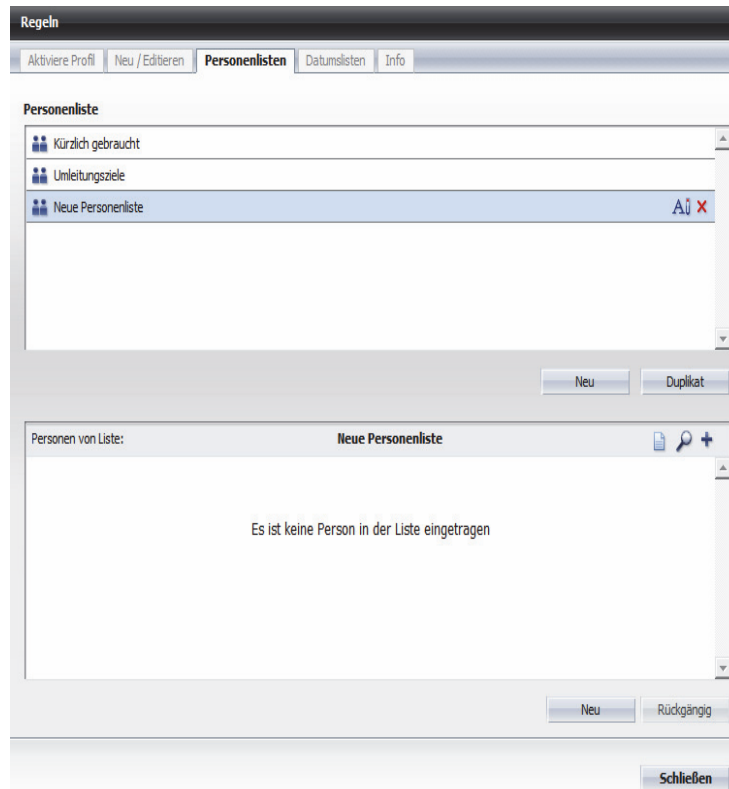 Regeln
Aktiviere Profil Neu / Editieren Personenlisten Datumslisten Info
Personenliste
Kürzlich gebraucht
Umleitungsziele
Neue Personenliste
Neu Duplikat
Personen von Liste: Neue Personenliste
Es ist keine Person in der Liste eingetragen
Neu Rückgängig
Schließen